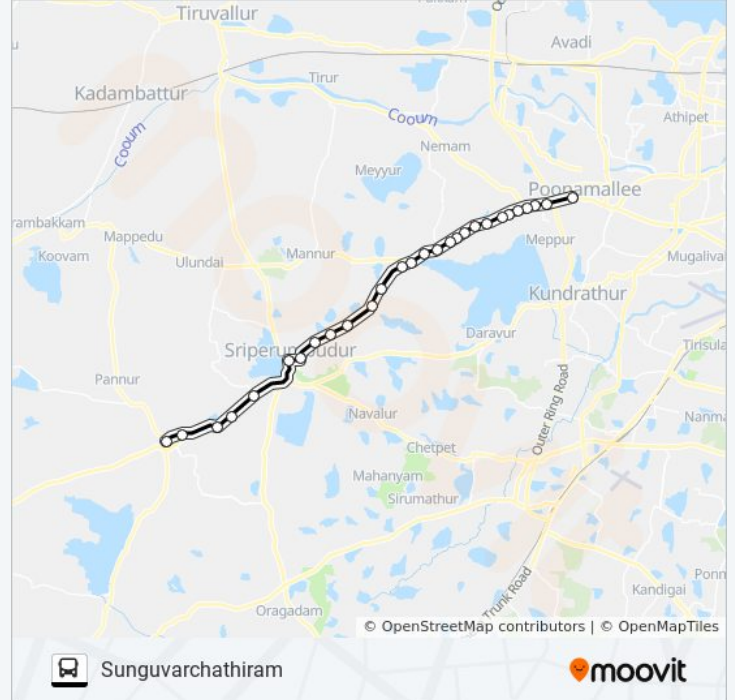 Tiruvallur
Avadi
Tirur
Kadambattur
Cooum
Athipet
Cooum
Nemam
Meyyur
Poonamallee
rambakkam
Mappedu
Meppur
Koovam
Ulundai
Mannur
Mugaliva
Kundrathur
Daravur
Tirisula
Sriperumbudur
Pannur
Outer Ring Road
Navalur
Nanma
Chetpet
Mahanyam
Sirumathur
Trunk Road
Kandigai
Ponm
Oragadam
© OpenStreetMap contributors | © OpenMapTiles
Sunguvarchathiram
moovit